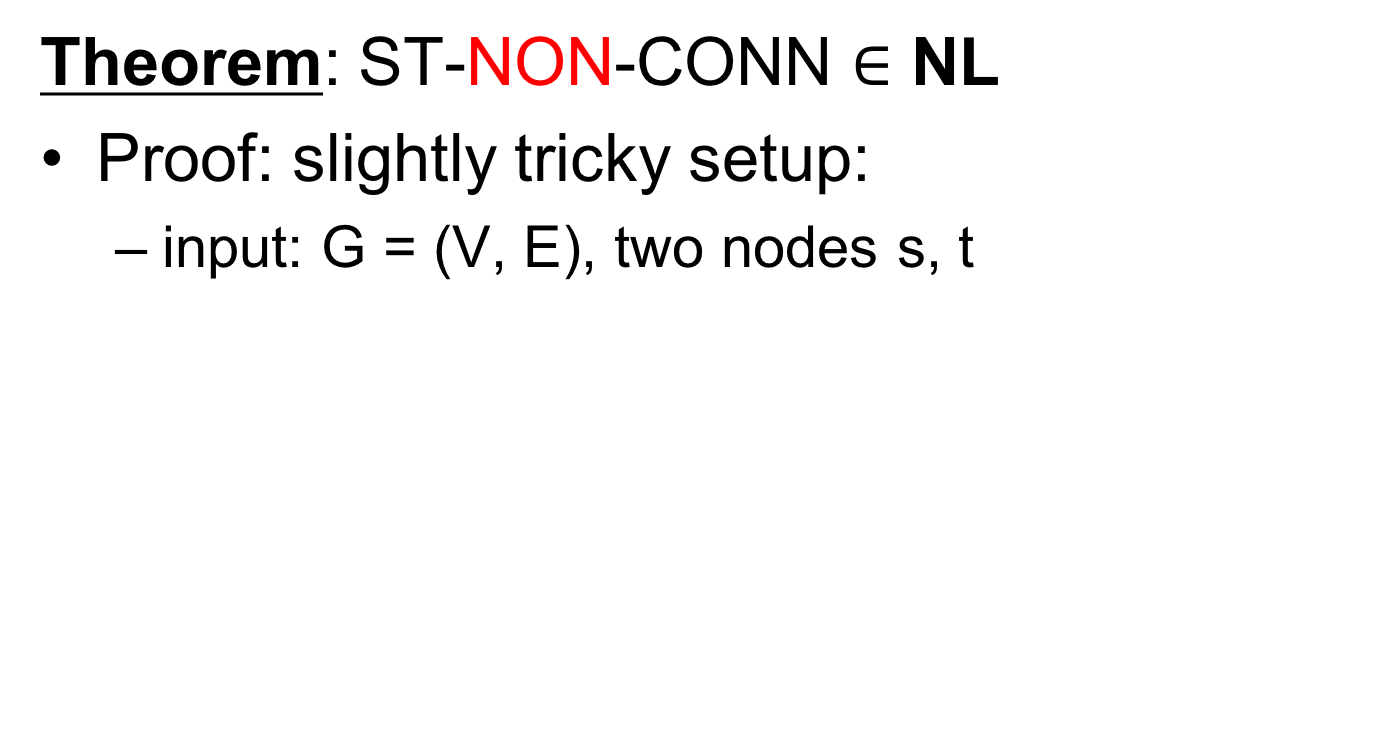 Theorem: ST-NON-CONN ∈ NL
• Proof: slightly tricky setup:
– input: G = (V, E), two nodes s, t